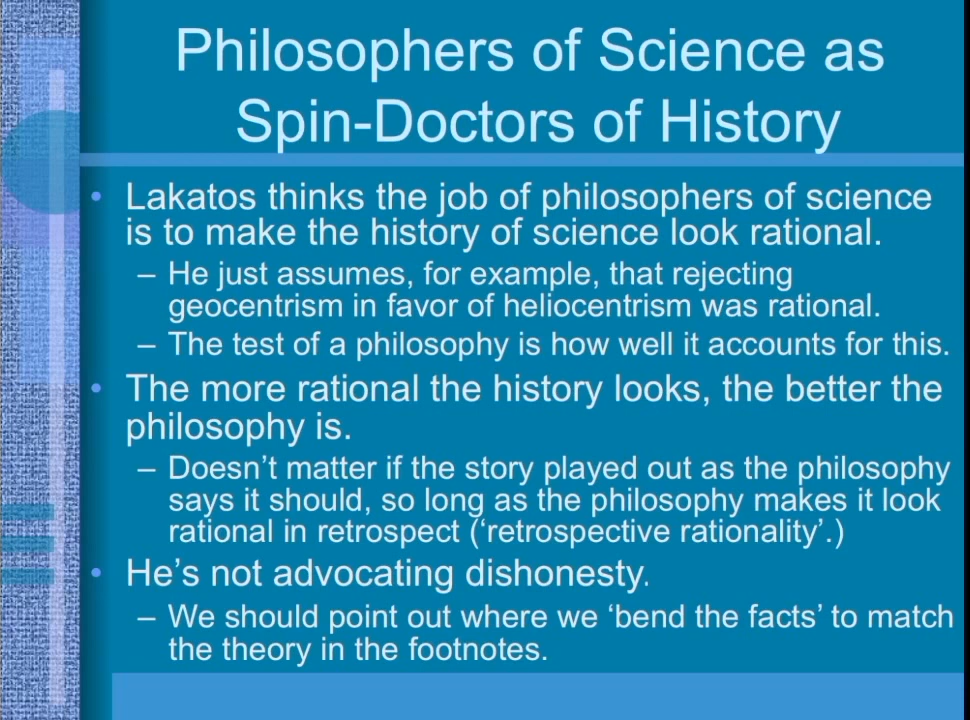 Philosophers of Science as
Spin-Doctors of History
• Lakatos thinks the job of philosophers of science
is to make the history of science look rational.
– He just assumes, for example, that rejecting
geocentrism in favor of heliocentrism was rational.
– The test of a philosophy is how well it accounts for this.
• The more rational the history looks, the better the
philosophy is.
– Doesn’t matter if the story played out as the philosophy
says it should, so long as the philosophy makes it look
rational in retrospect (‘retrospective rationality’.)
• He’s not advocating dishonesty.
– We should point out where we ‘bend the facts’ to match
the theory in the footnotes.